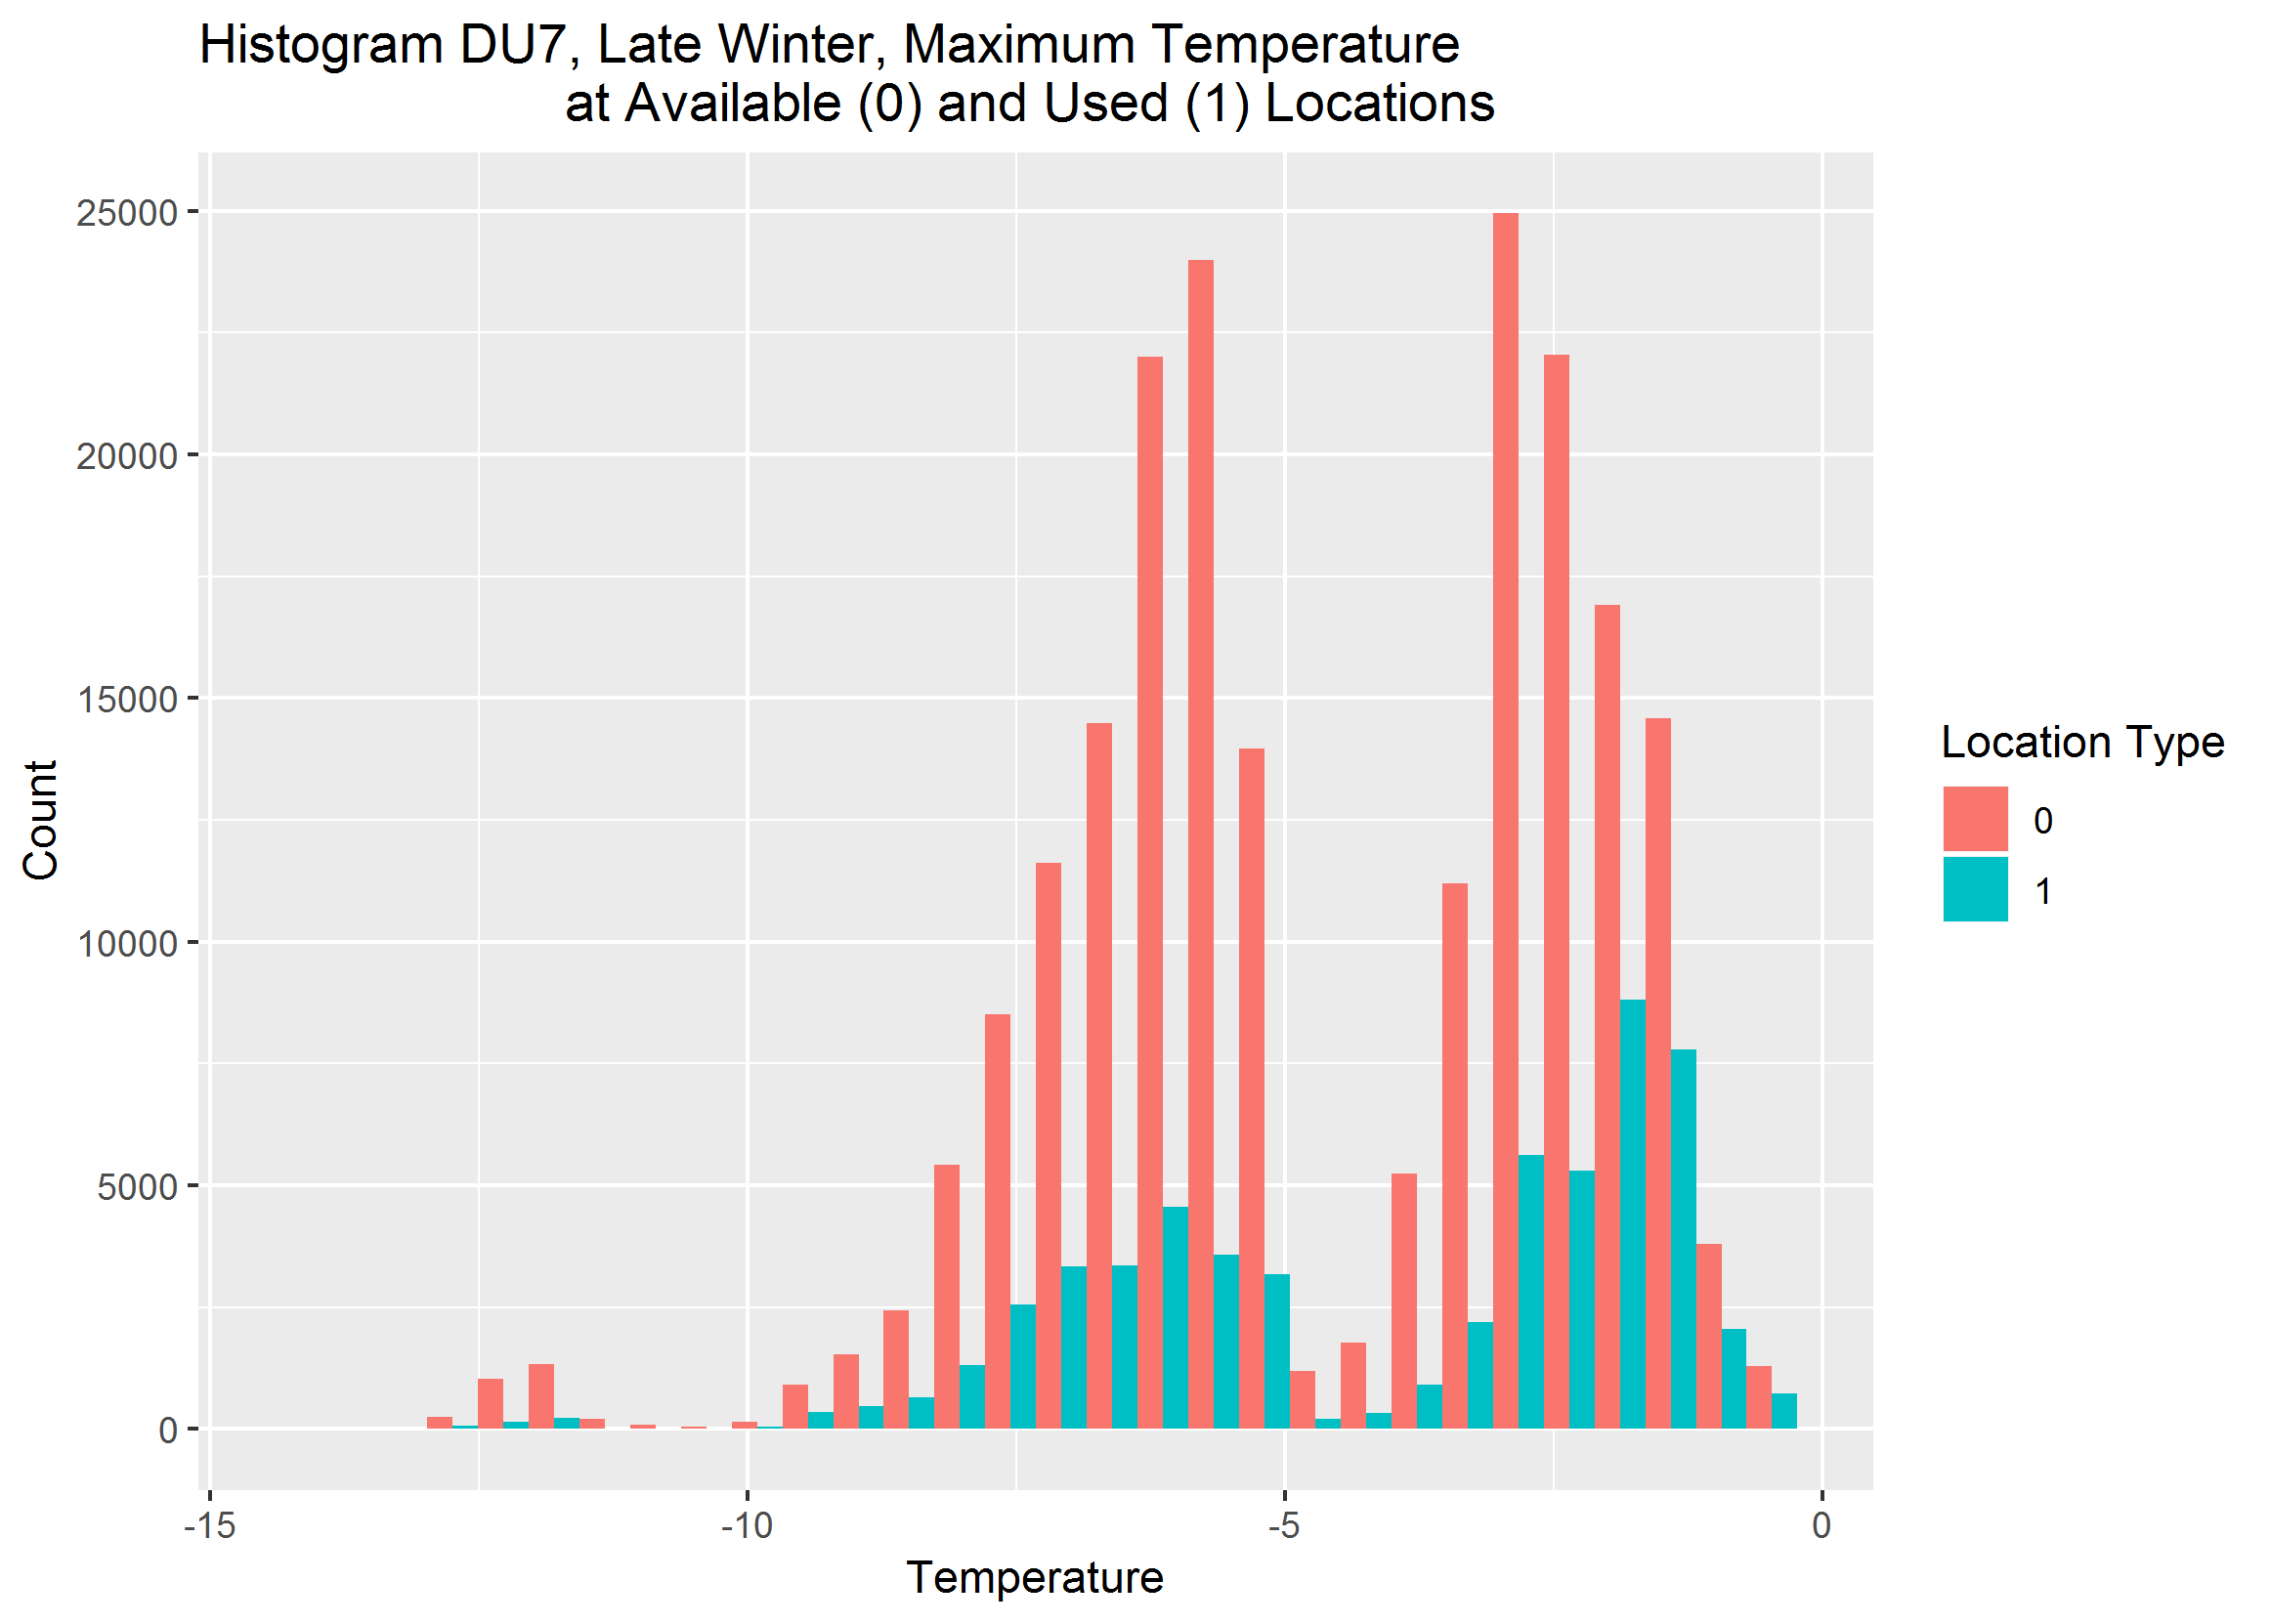 Histogram DU7, Late Winter, Maximum Temperature
at Available (0) and Used (1) Locations
25000
20000
15000
10000
5000
0
Count
-15
-10
-5
0
Temperature
Location Type
0
1